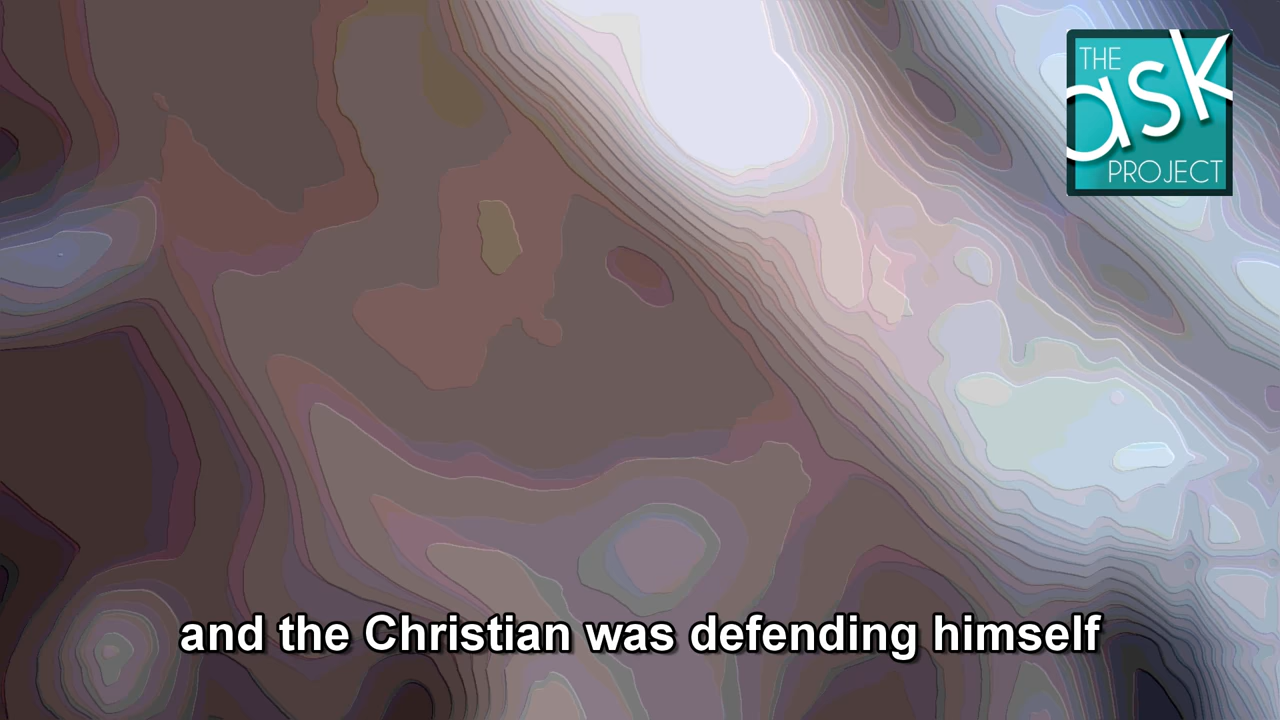 THE
ask
PROJECT
and the Christian was defending himself